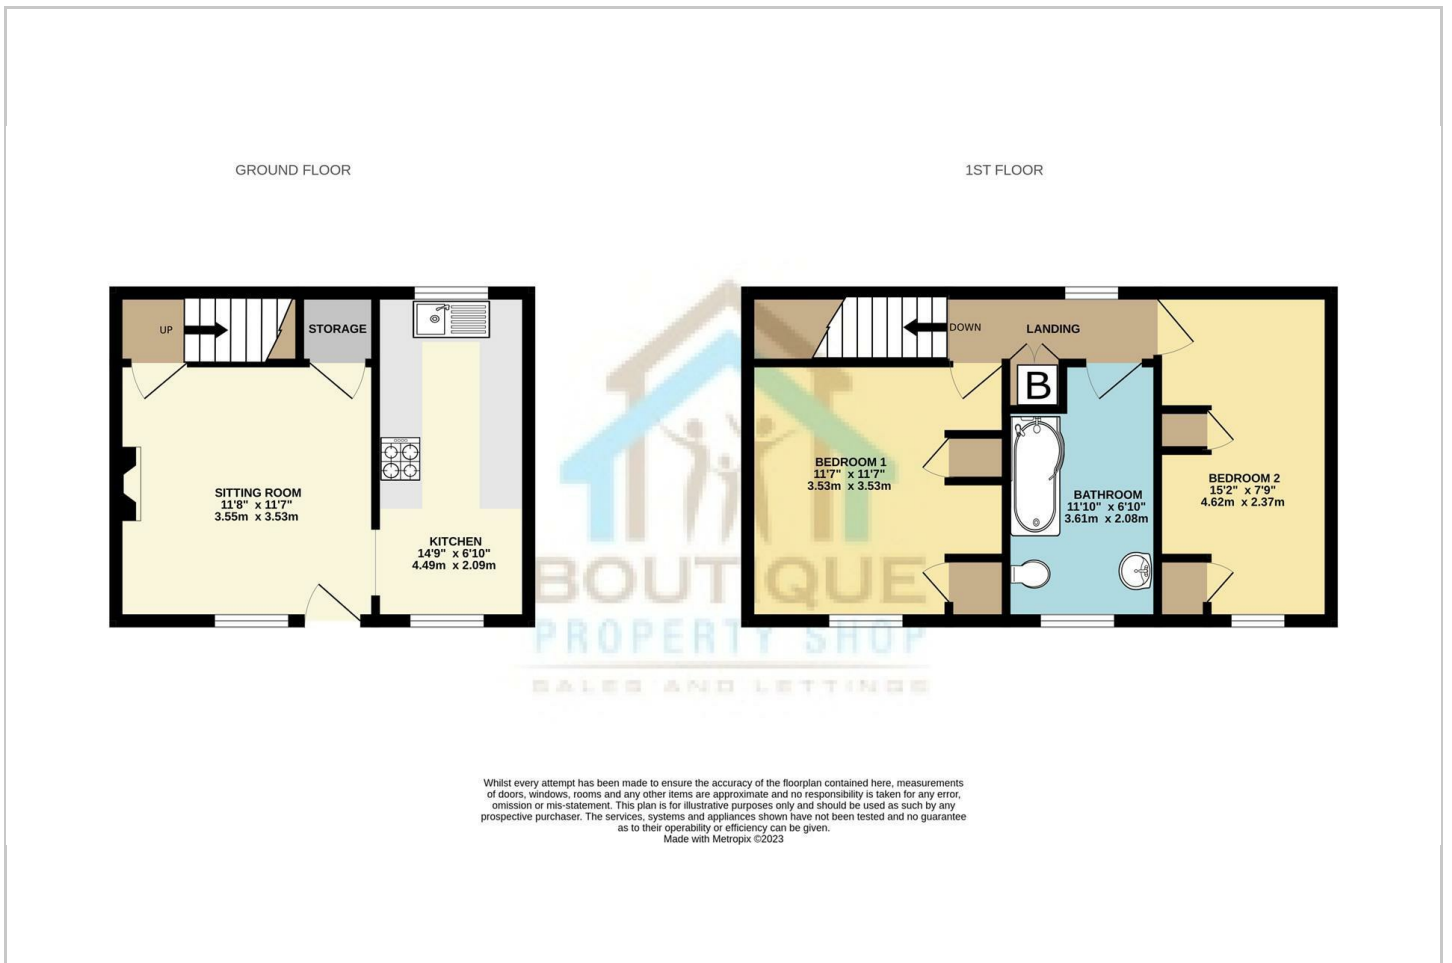 GROUND FLOOR
1ST FLOOR
UP
STORAGE
SITTING ROOM
11'8" x 11'7"
3.55m x 3.53m
KITCHEN
14'9" x 6'10"
4.49m x 2.09m
DOWN
LANDING
B
BEDROOM 1
11'7" x 11'7"
3.53m x 3.53m
BATHROOM
11'10" x 6'10"
3.61m x 2.08m
BEDROOM 2
15'2" x 7'9"
4.62m x 2.37m
BOUTIQUE
PROPERTY SHOP
SALES AND LETTINGS
Whilst every attempt has been made to ensure the accuracy of the floorplan contained here, measurements
of doors, windows, rooms and any other items are approximate and no responsibility is taken for any error,
omission or mis-statement. This plan is for illustrative purposes only and should be used as such by any
prospective purchaser. The services, systems and appliances shown have not been tested and no guarantee
as to their operability or efficiency can be given.
Made with Metropix ©2023